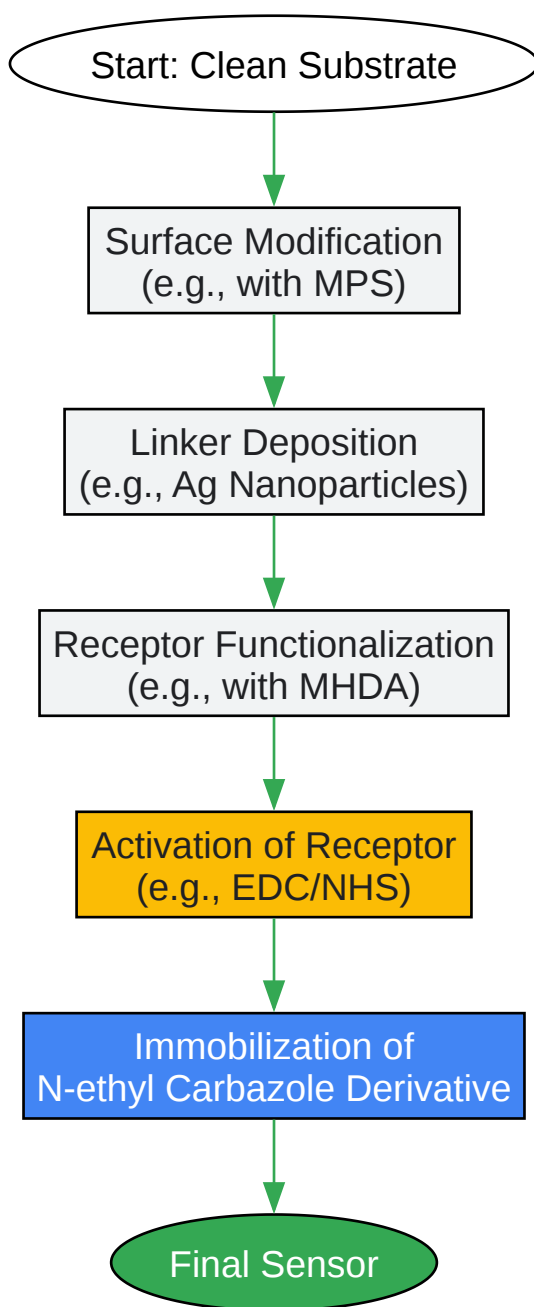 Start: Clean Substrate
Surface Modification
(e.g., with MPS)
Linker Deposition
(e.g., Ag Nanoparticles)
Receptor Functionalization
(e.g., with MHDA)
Activation of Receptor
(e.g., EDC/NHS)
Immobilization of
N-ethyl Carbazole Derivative
Final Sensor